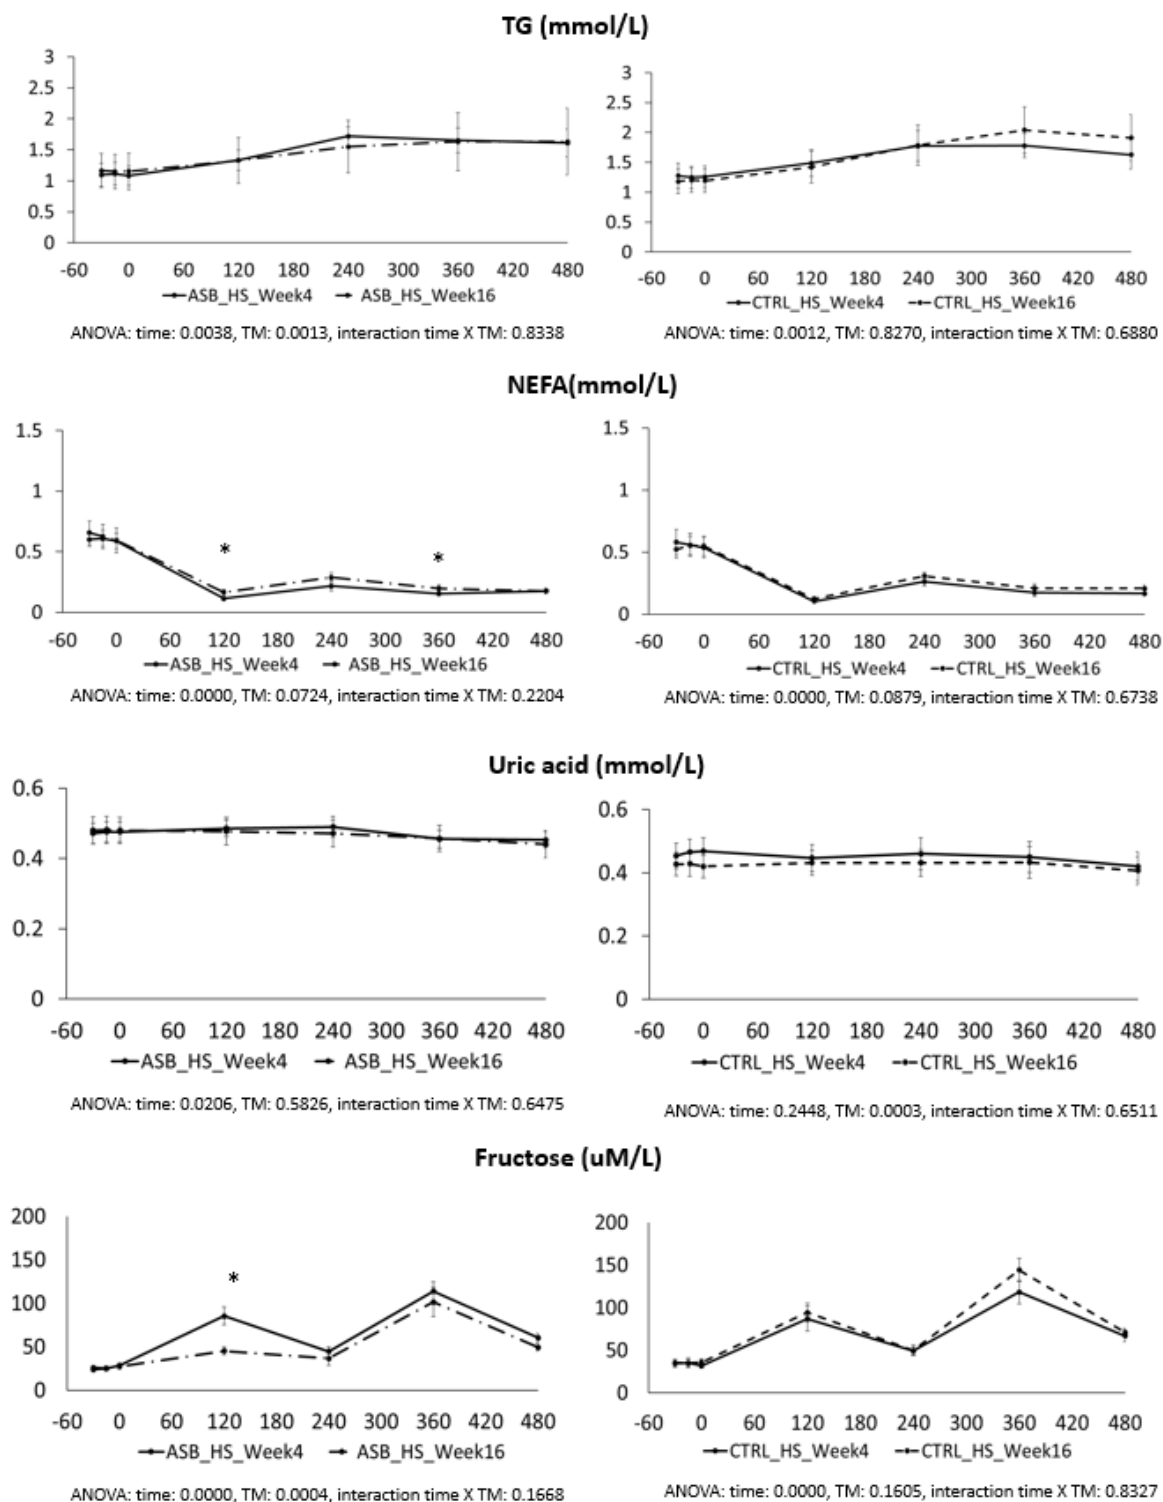 TG (mmol/L)
3
2.5
2
1.5
1
0.5
0
-60 0 60 120 180 240 300 360 420 480
ASB_HS_Week4 ASB_HS_Week16
ANOVA: time: 0.0038, TM: 0.0013, interaction time X TM: 0.8338
3
2.5
2
1.5
1
0.5
0
-60 0 60 120 180 240 300 360 420 480
CTRL_HS_Week4 CTRL_HS_Week16
ANOVA: time: 0.0012, TM: 0.8270, interaction time X TM: 0.6880
NEFA(mmol/L)
1.5
1
0.5
0
* *
-60 0 60 120 180 240 300 360 420 480
ASB_HS_Week4 ASB_HS_Week16
ANOVA: time: 0.0000, TM: 0.0724, interaction time X TM: 0.2204
1.5
1
0.5
0
-60 0 60 120 180 240 300 360 420 480
CTRL_HS_Week4 CTRL_HS_Week16
ANOVA: time: 0.0000, TM: 0.0879, interaction time X TM: 0.6738
Uric acid (mmol/L)
0.6
0.4
0.2
0
-60 0 60 120 180 240 300 360 420 480
ASB_HS_Week4 ASB_HS_Week16
ANOVA: time: 0.0206, TM: 0.5826, interaction time X TM: 0.6475
0.6
0.4
0.2
0
-60 0 60 120 180 240 300 360 420 480
CTRL_HS_Week4 CTRL_HS_Week16
ANOVA: time: 0.2448, TM: 0.0003, interaction time X TM: 0.6511
Fructose (uM/L)
200
150
100
50
0
*
-60 0 60 120 180 240 300 360 420 480
ASB_HS_Week4 ASB_HS_Week16
ANOVA: time: 0.0000, TM: 0.0004, interaction time X TM: 0.1668
200
150
100
50
0
-60 0 60 120 180 240 300 360 420 480
CTRL_HS_Week4 CTRL_HS_Week16
ANOVA: time: 0.0000, TM: 0.1605, interaction time X TM: 0.8327